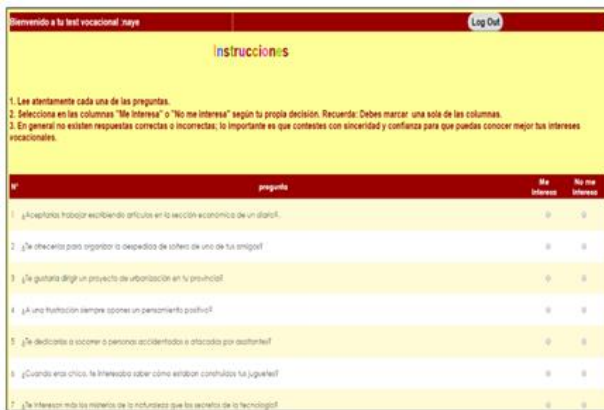 Bienvenido a tu test vocacional :naye
Log Out
Instrucciones
1. Lee atentamente cada una de las preguntas.
2. Selecciona en las columnas "Me Interesa" o "No me interesa" según tu propia decisión. Recuerda: Debes marcar una sola de las columnas.
3. En general no existen respuestas correctas o incorrectas; lo importante es que contestes con sinceridad y confianza para que puedas conocer mejor tus intereses
vocacionales.
N° pregunta Me Interesa No me Interesa
1 ¿Aceptarías trabajar escribiendo artículos en la sección económica de un diario?.
2 ¿Te ofrecerías para organizar la despedida de soltero de uno de tus amigos?
3 ¿Te gustaría dirigir un proyecto de urbanización en tu provincia?
4 ¿A una frustración siempre opones un pensamiento positivo?
5 ¿Te dedicarías a socorrer a personas accidentadas o atacadas por asaltantes?
6 ¿Cuando eras chico, te interesaba saber cómo estaban construidos tus juguetes?
7 ¿Te interesan más los misterios de la naturaleza que los secretos de la tecnología?